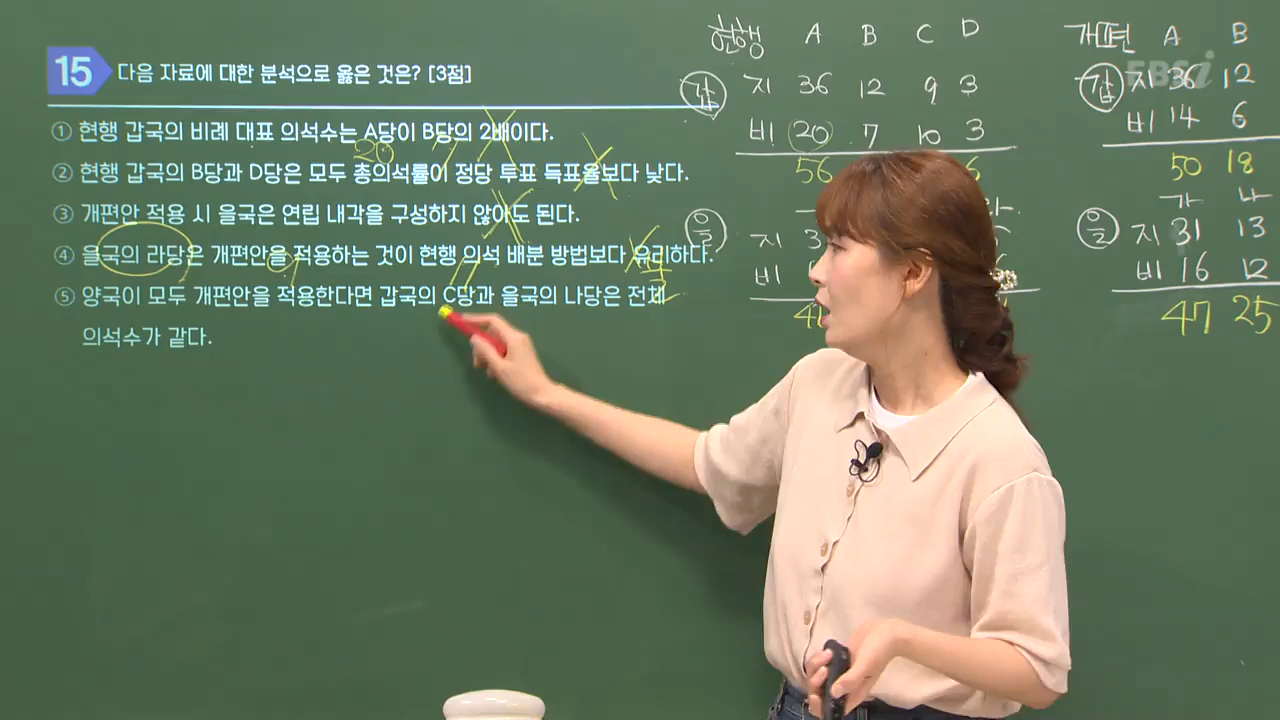 15 다음 자료에 대한 분석으로 옳은 것은? [3점]
① 현행 갑국의 비례 대표 의석수는 A당이 B당의 2배이다.
20 7
② 현행 갑국의 B당과 D당은 모두 총의석률이 정당 투표 득표율보다 낮다.
③ 개편안 적용 시 을국은 연립 내각을 구성하지 않아도 된다.
④ 을국의 라당은 개편안을 적용하는 것이 현행 의석 배분 방법보다 유리하다.
⑤ 양국이 모두 개편안을 적용한다면 갑국의 C당과 을국의 나당은 전체
의석수가 같다.
현행 A B C D
갑 지 36 12 9 3
비 20 7 10 3
56 6
을 지 3
비
개편 A B
EBSi
갑 지 36 12
비 14 6
50 18
가 나
을 지 31 13
비 16 12
47 25